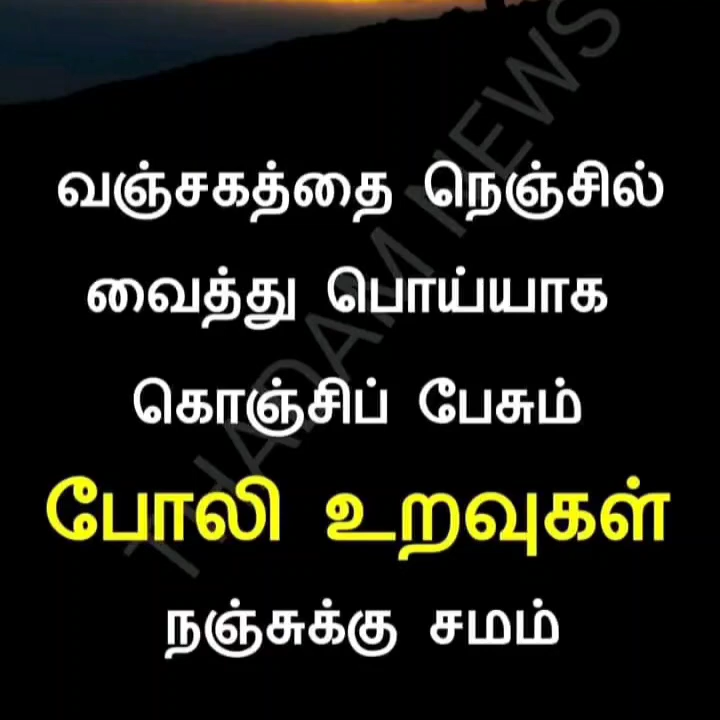 THADAM NEWS
வஞ்சகத்தை நெஞ்சில்
வைத்து பொய்யாக
கொஞ்சிப் பேசும்
போலி உறவுகள்
நஞ்சுக்கு சமம்